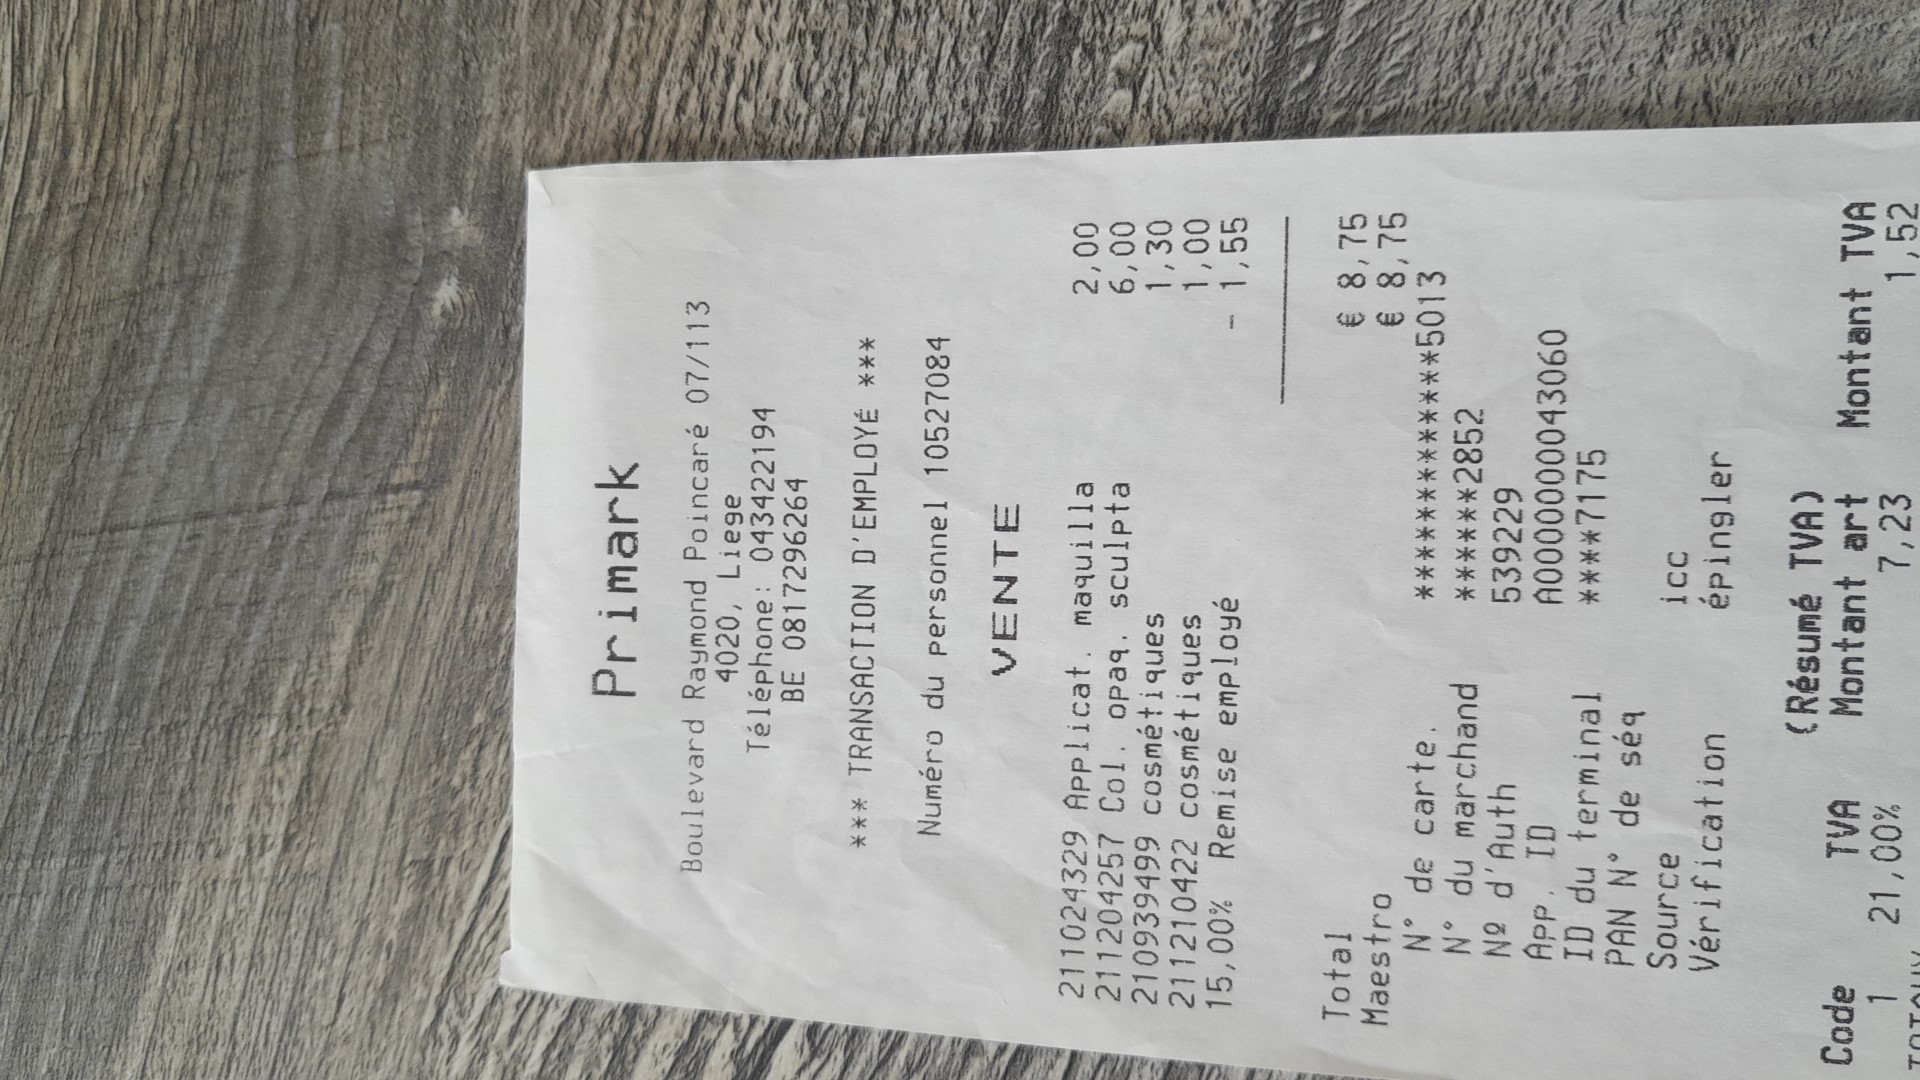 Primark
Boulevard Raymond Poincaré 07/113
4020, Liege
Téléphone: 043422194
BE 0817296264
*** TRANSACTION D'EMPLOYÉ ***
Numéro du personnel 10527084
VENTE
211024329 Applicat. maquilla 2,00
211204257 Col. opaq. sculpta 6,00
210939499 cosmétiques 1,30
211210422 cosmétiques 1,00
15,00% Remise employé - 1,55
Total € 8,75
Maestro € 8,75
N° de carte. *************5013
N° du marchand ******2852
Nº d'Auth 539229
App. ID A0000000043060
ID du terminal ****7175
PAN N° de séq
Source icc
Vérification épingler
(Résumé TVA)
Code TVA Montant art Montant TVA
1 21,00% 7,23 1,52